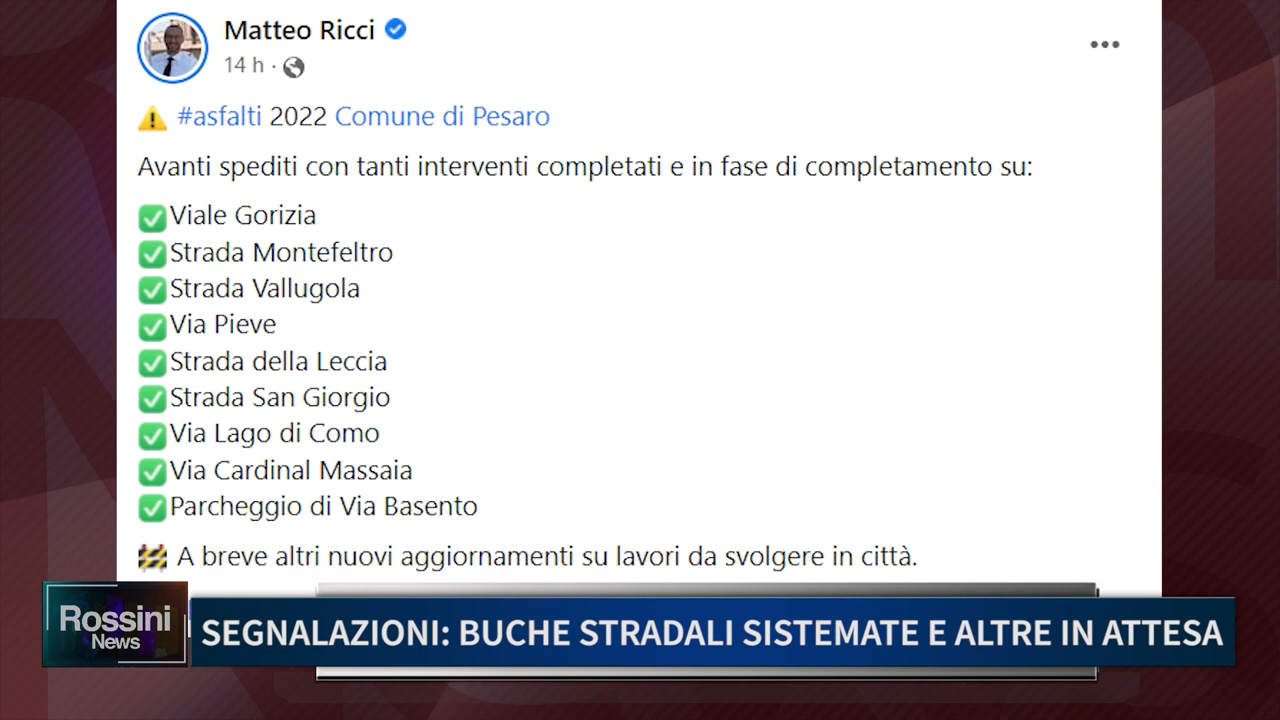 Matteo Ricci
14 h ·
#asfalti 2022 Comune di Pesaro
Avanti spediti con tanti interventi completati e in fase di completamento su:
Viale Gorizia
Strada Montefeltro
Strada Vallugola
Via Pieve
Strada della Leccia
Strada San Giorgio
Via Lago di Como
Via Cardinal Massaia
Parcheggio di Via Basento
A breve altri nuovi aggiornamenti su lavori da svolgere in città.
Rossini
News
SEGNALAZIONI: BUCHE STRADALI SISTEMATE E ALTRE IN ATTESA